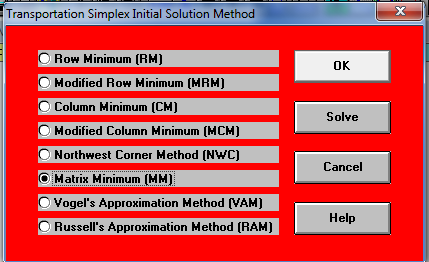 Transportation Simplex Initial Solution Method
Row Minimum (RM)
Modified Row Minimum (MRM)
Column Minimum (CM)
Modified Column Minimum (MCM)
Northwest Corner Method (NWC)
Matrix Minimum (MM)
Vogel's Approximation Method (VAM)
Russell's Approximation Method (RAM)
OK
Solve
Cancel
Help